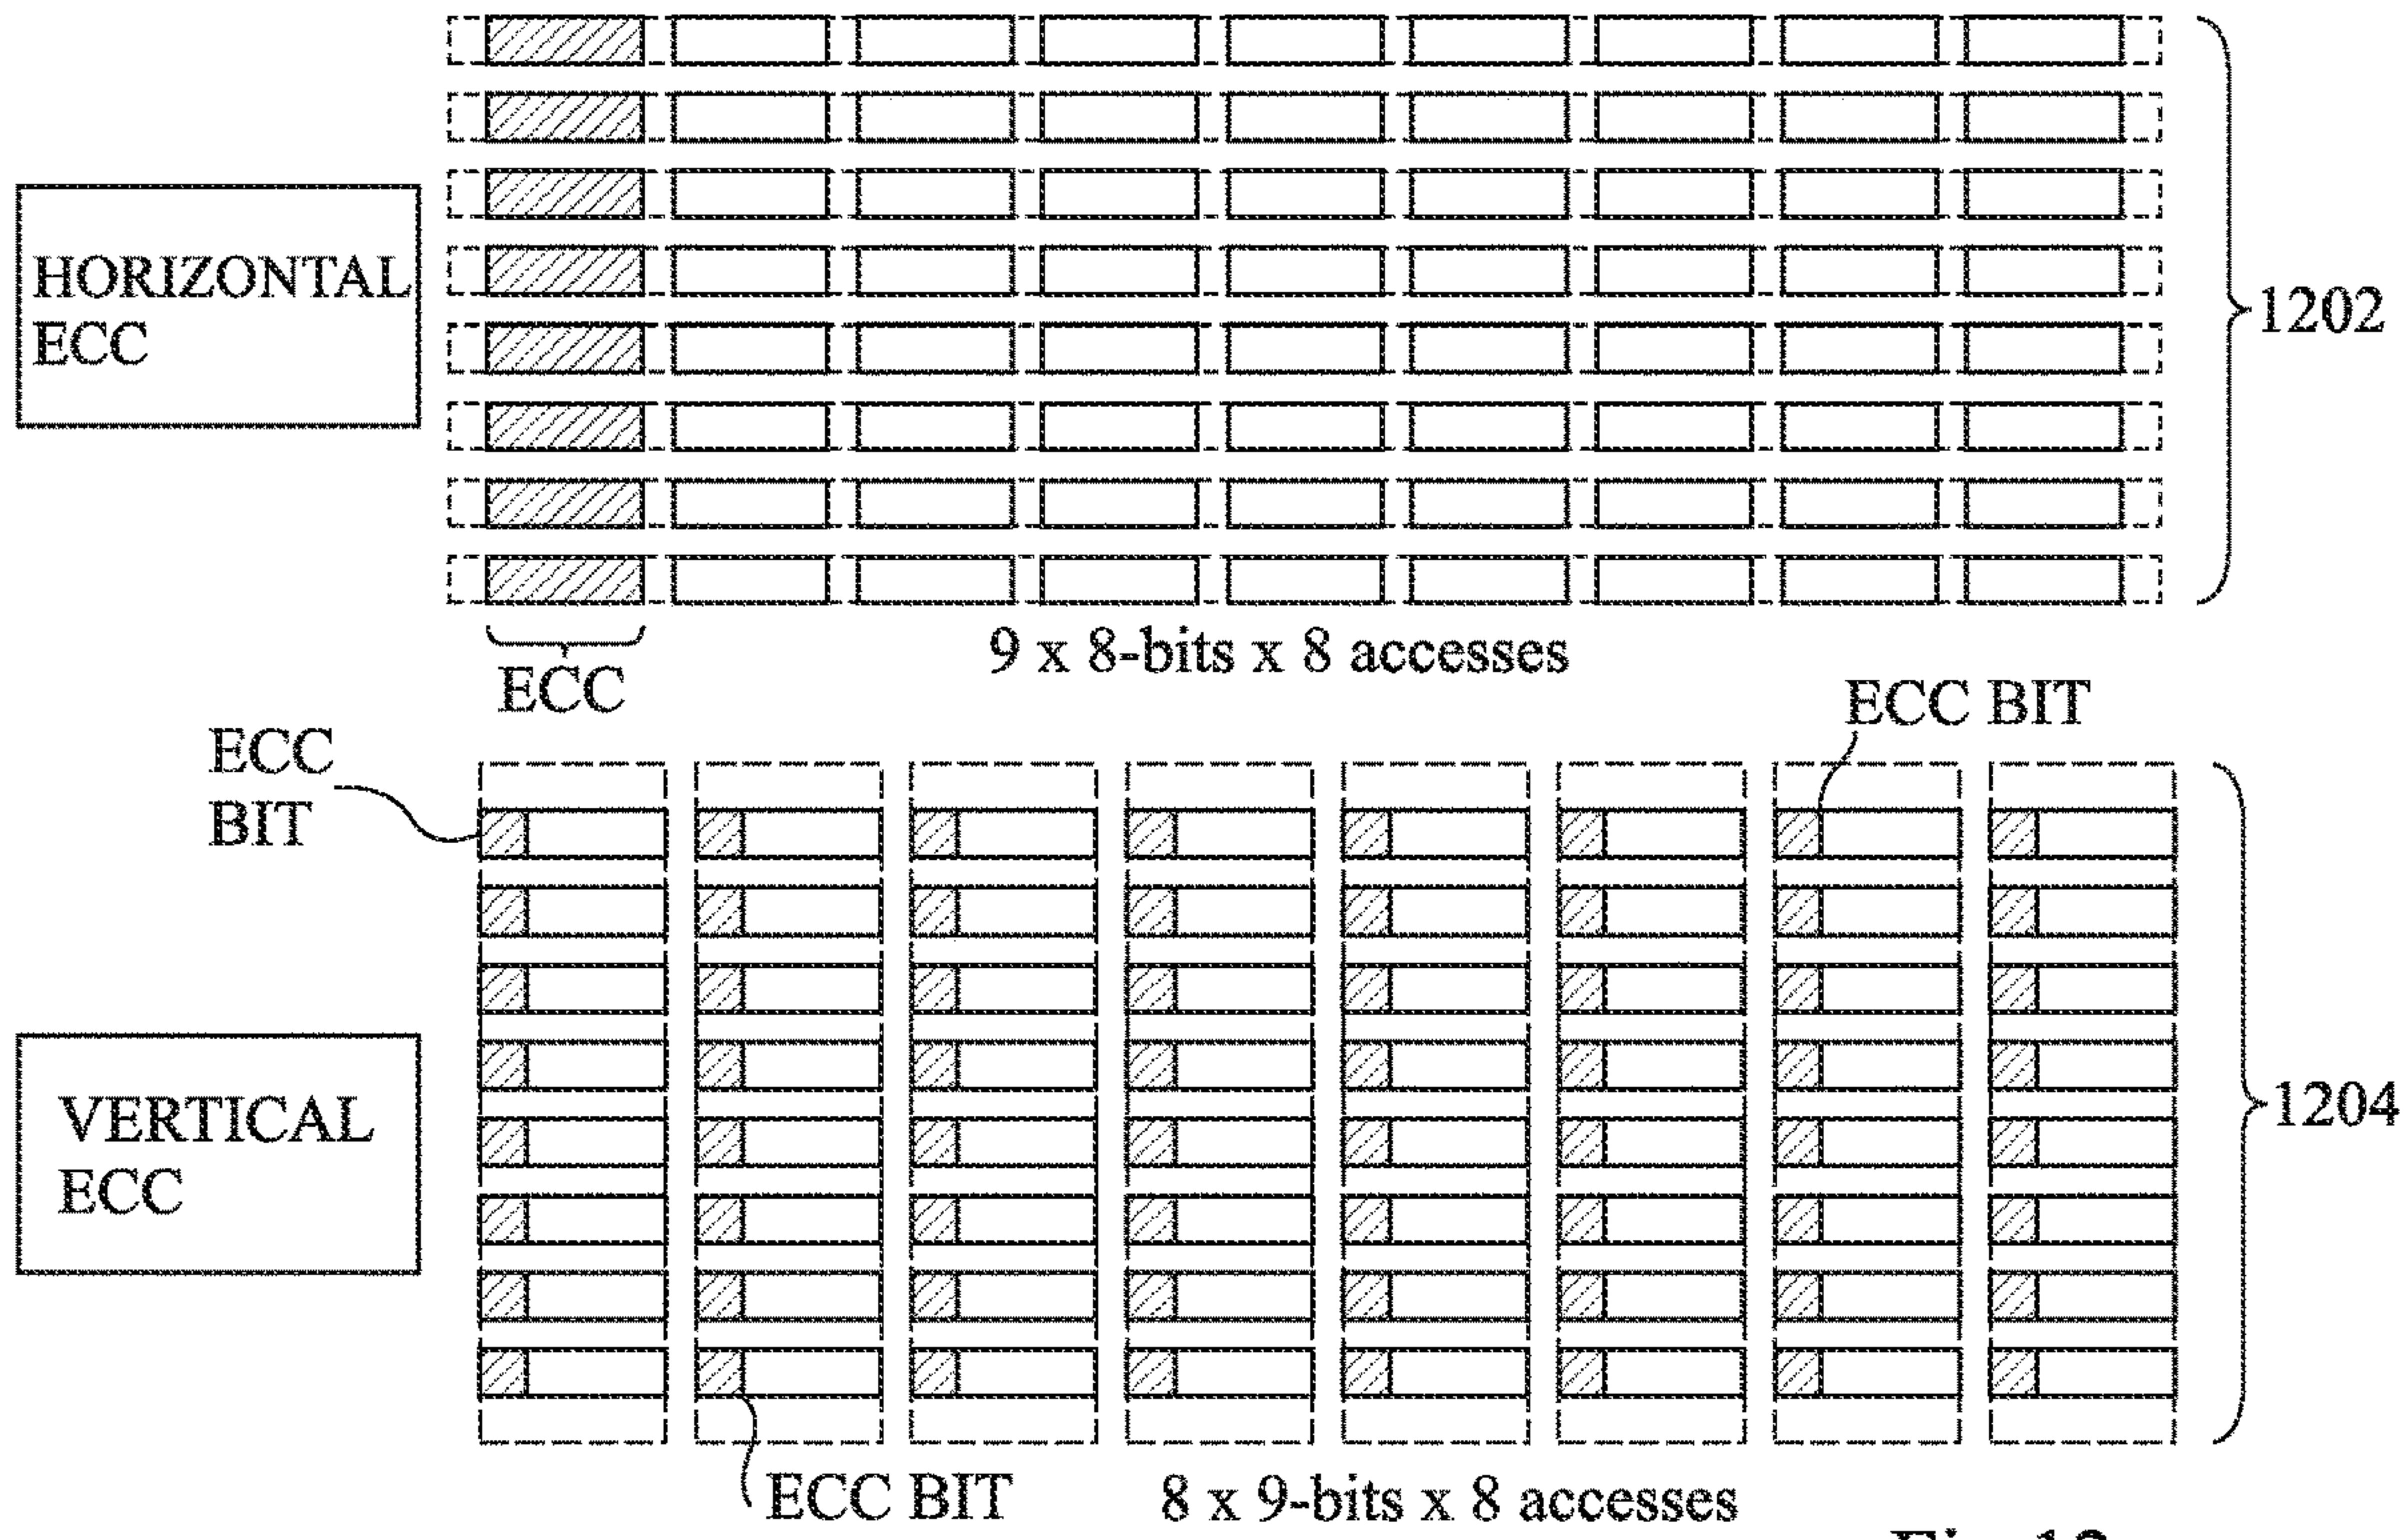 HORIZONTAL
ECC
1202
9 x 8-bits x 8 accesses
ECC
ECC BIT
ECC
BIT
VERTICAL
ECC
1204
ECC BIT
8 x 9-bits x 8 accesses